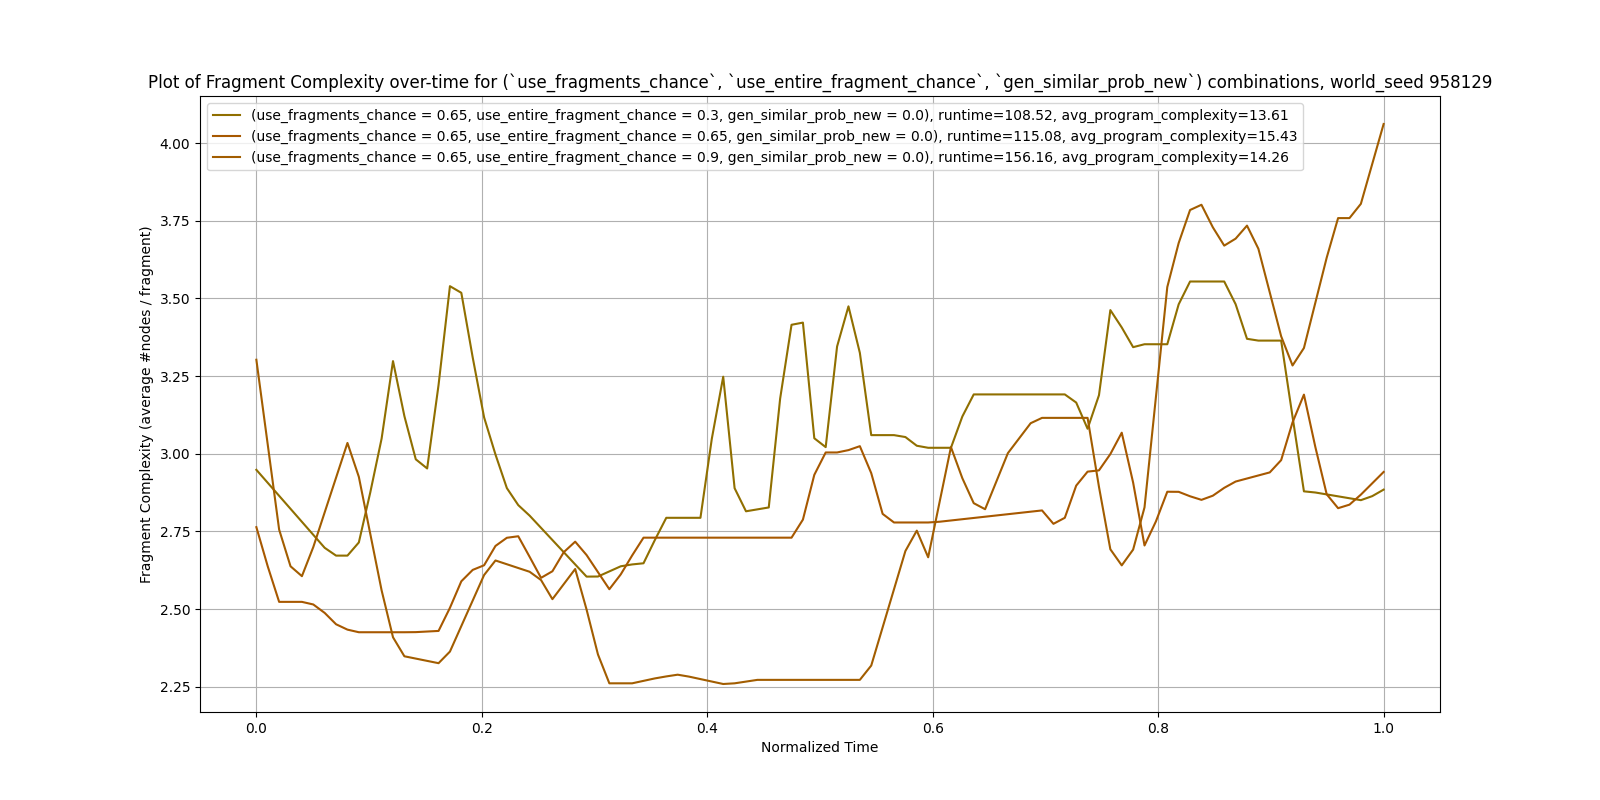 Plot of Fragment Complexity over-time for (`use_fragments_chance`, `use_entire_fragment_chance`, `gen_similar_prob_new`) combinations, world_seed 958129
(use_fragments_chance = 0.65, use_entire_fragment_chance = 0.3, gen_similar_prob_new = 0.0), runtime=108.52, avg_program_complexity=13.61
(use_fragments_chance = 0.65, use_entire_fragment_chance = 0.65, gen_similar_prob_new = 0.0), runtime=115.08, avg_program_complexity=15.43
(use_fragments_chance = 0.65, use_entire_fragment_chance = 0.9, gen_similar_prob_new = 0.0), runtime=156.16, avg_program_complexity=14.26
Fragment Complexity (average #nodes / fragment)
4.00
3.75
3.50
3.25
3.00
2.75
2.50
2.25
0.0 0.2 0.4 0.6 0.8 1.0
Normalized Time